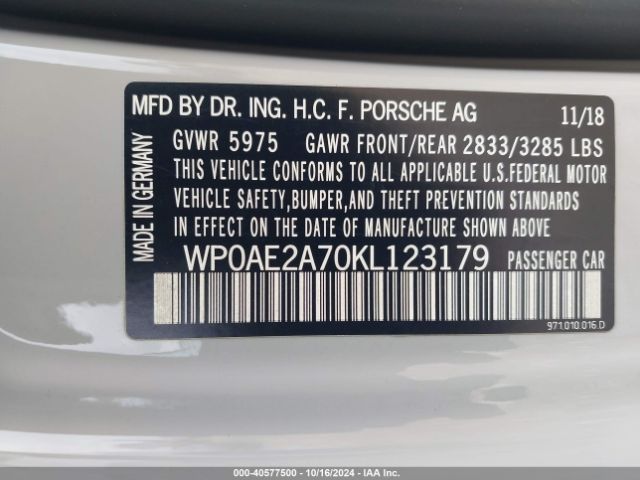 MFD BY DR. ING. H.C. F. PORSCHE AG 11/18
GVWR 5975 GAWR FRONT/REAR 2833/3285 LBS
THIS VEHICLE CONFORMS TO ALL APPLICABLE U.S.FEDERAL MOTOR
VEHICLE SAFETY,BUMPER,AND THEFT PREVENTION STANDARDS
IN EFFECT ON THE DATE OF MANUFACTURE SHOWN ABOVE.
MADE IN GERMANY
WP0AE2A70KL123179 PASSENGER CAR
971.010.016.D
000-40577500 - 10/16/2024 - IAA Inc.